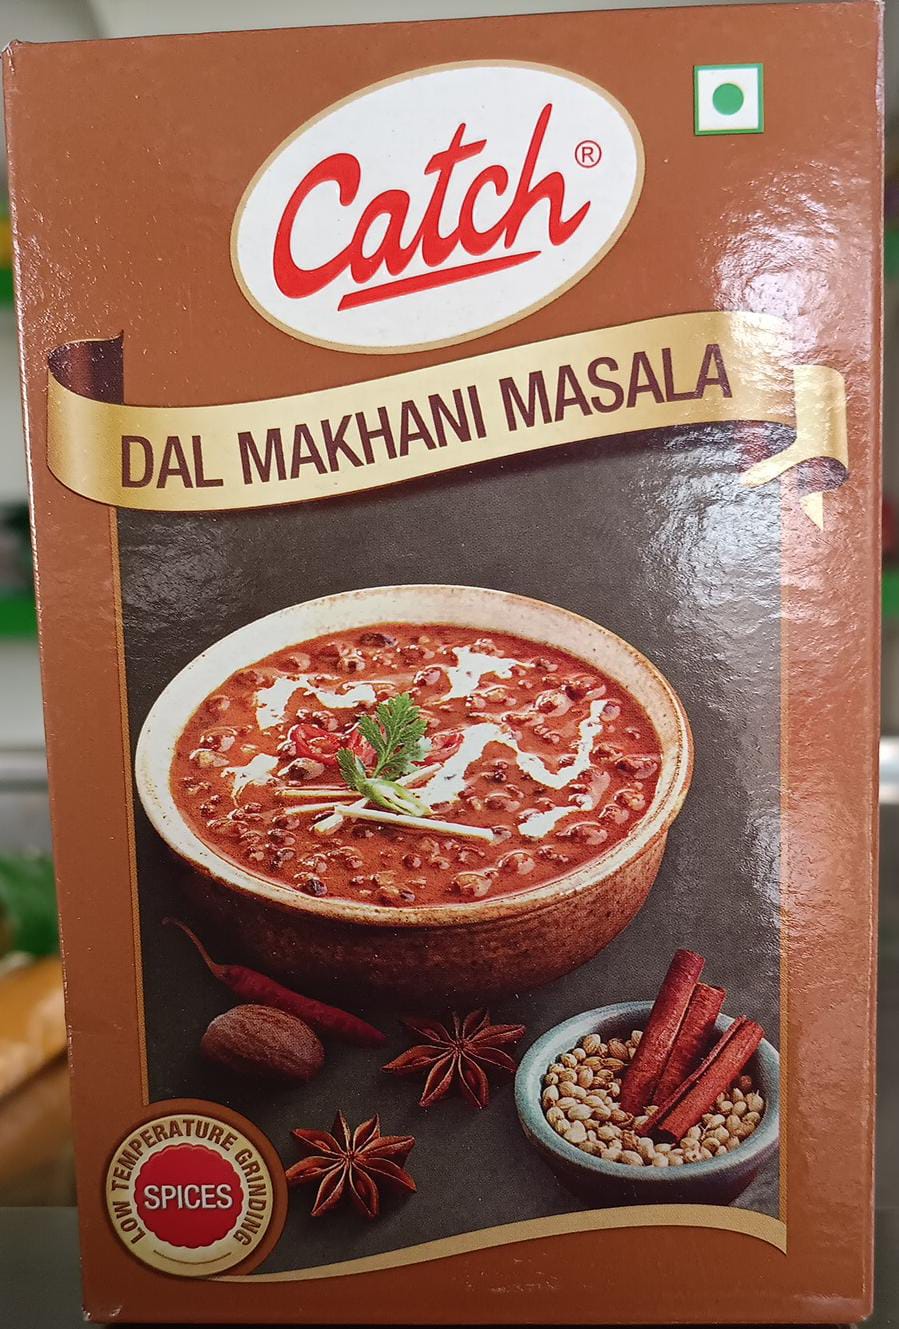 Catch®
DAL MAKHANI MASALA
LOW TEMPERATURE GRINDING
SPICES